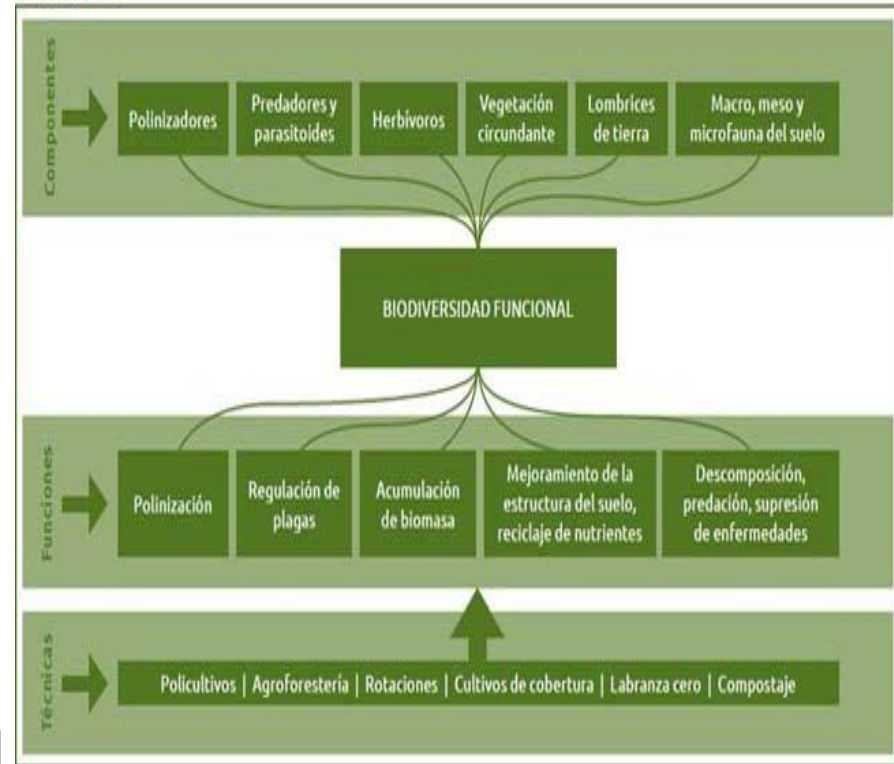 Componentes
Polinizadores
Predadores y
parasitoides
Herbívoros
Vegetación
circundante
Lombrices
de tierra
Macro, meso y
microfauna del suelo
BIODIVERSIDAD FUNCIONAL
Funciones
Polinización
Regulación de
plagas
Acumulación
de biomasa
Mejoramiento de la
estructura del suelo,
reciclaje de nutrientes
Descomposición,
predación, supresión
de enfermedades
Técnicas
Policultivos | Agroforestería | Rotaciones | Cultivos de cobertura | Labranza cero | Compostaje